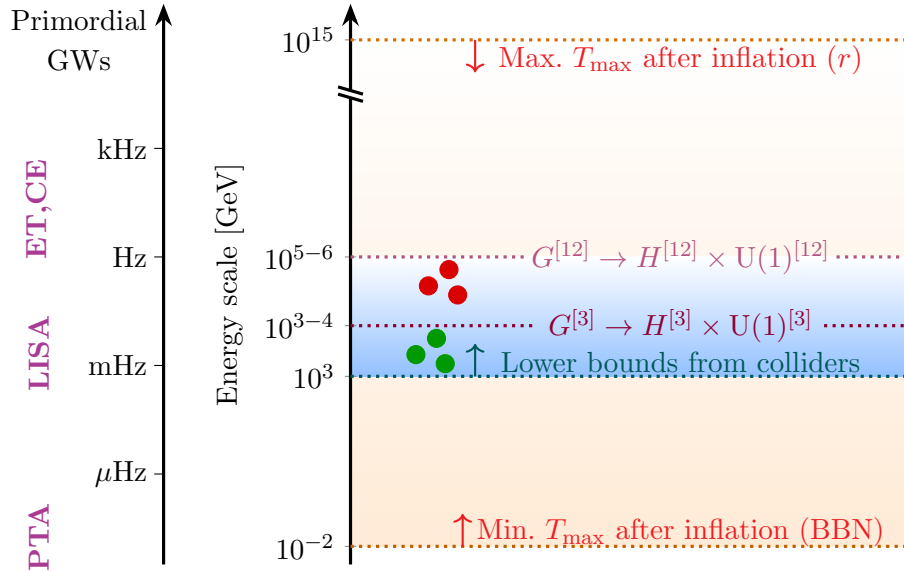 Primordial
GWs
kHz
Hz
mHz
μHz
ET,CE
LISA
PTA
Energy scale [GeV]
10^15
10^5–6
10^3–4
10^3
10^-2
↓ Max. T_max after inflation (r)
G^[12] → H^[12] × U(1)^[12]
G^[3] → H^[3] × U(1)^[3]
↑ Lower bounds from colliders
↑ Min. T_max after inflation (BBN)